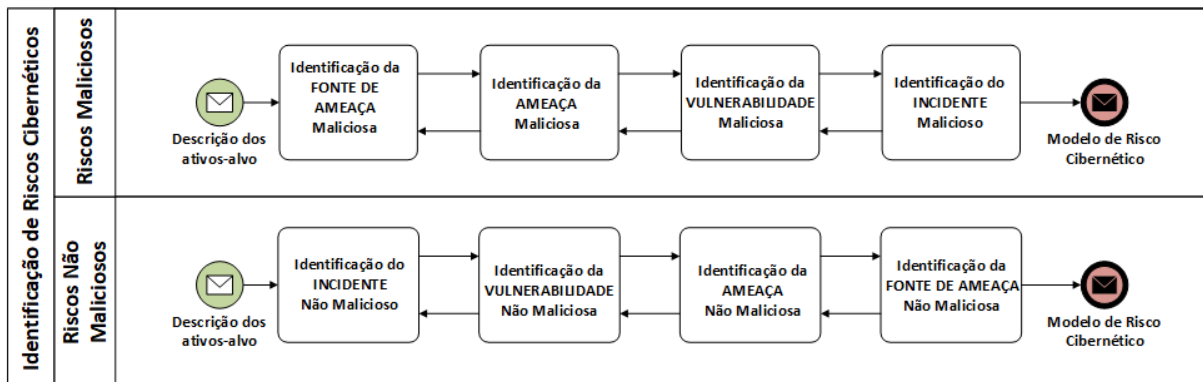 Identificação de Riscos Cibernéticos
Riscos Maliciosos
Descrição dos
ativos-alvo
Identificação da
FONTE DE
AMEAÇA
Maliciosa
Identificação da
AMEAÇA
Maliciosa
Identificação da
VULNERABILIDADE
Maliciosa
Identificação do
INCIDENTE
Malicioso
Modelo de Risco
Cibernético
Riscos Não
Maliciosos
Descrição dos
ativos-alvo
Identificação do
INCIDENTE
Não Malicioso
Identificação da
VULNERABILIDADE
Não Maliciosa
Identificação da
AMEAÇA
Não Maliciosa
Identificação da
FONTE DE AMEAÇA
Não Maliciosa
Modelo de Risco
Cibernético